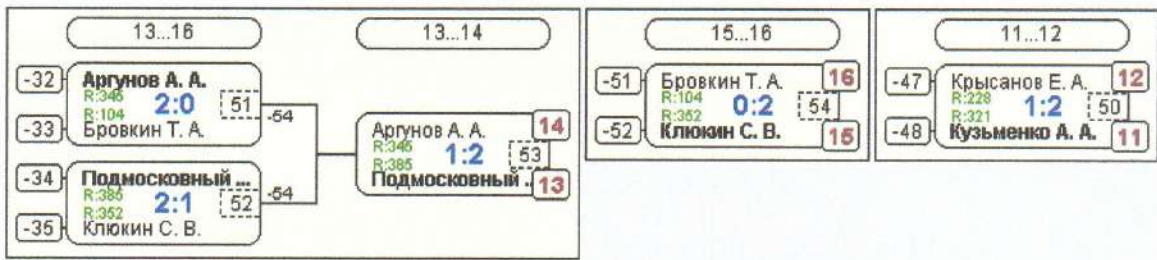 13...16
13...14
-32
Аргунов А. А.
R:346
2:0
R:104
51
-33
Бровкин Т. А.
-54
-34
Подмосковный ...
R:385
2:1
R:352
52
-35
Клюкин С. В.
-54
Аргунов А. А.
14
R:346
1:2
R:385
53
Подмосковный ..
13
15...16
-51
Бровкин Т. А.
16
R:104
0:2
R:352
54
-52
Клюкин С. В.
15
11...12
-47
Крысанов Е. А.
12
R:228
1:2
R:321
50
-48
Кузьменко А. А.
11